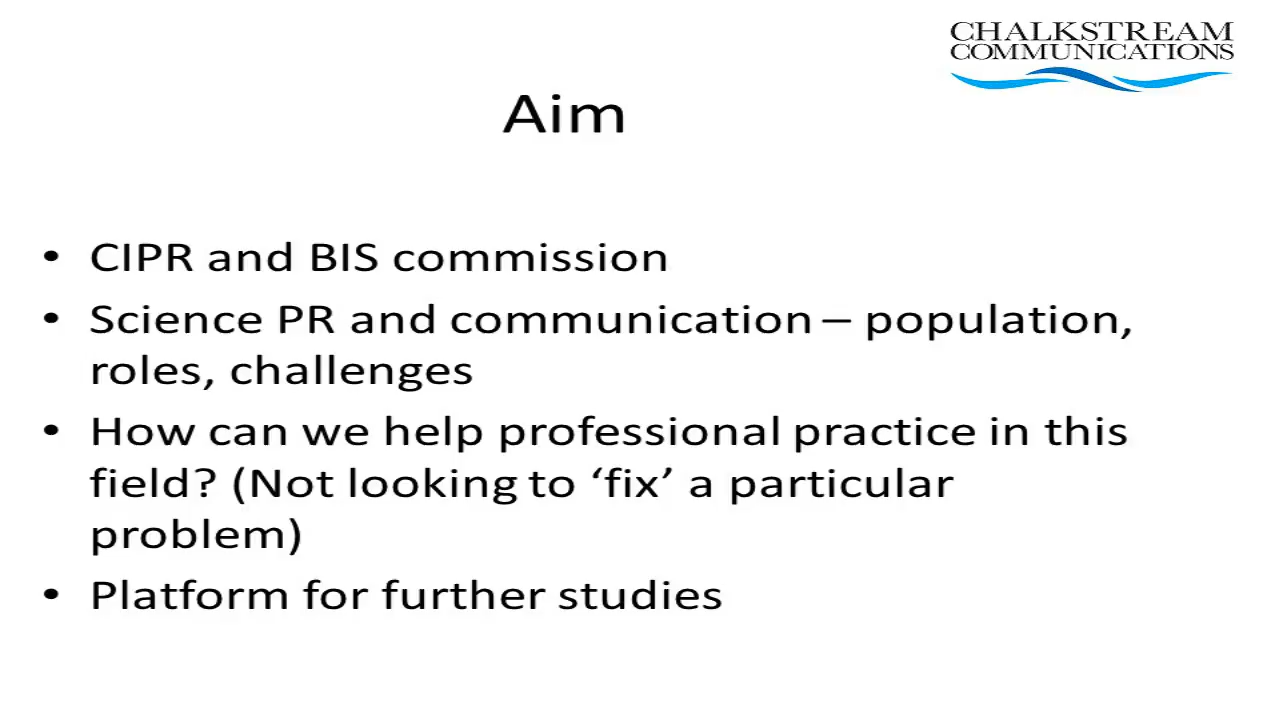 CHALKSTREAM
COMMUNICATIONS
Aim
• CIPR and BIS commission
• Science PR and communication – population,
roles, challenges
• How can we help professional practice in this
field? (Not looking to ‘fix’ a particular
problem)
• Platform for further studies